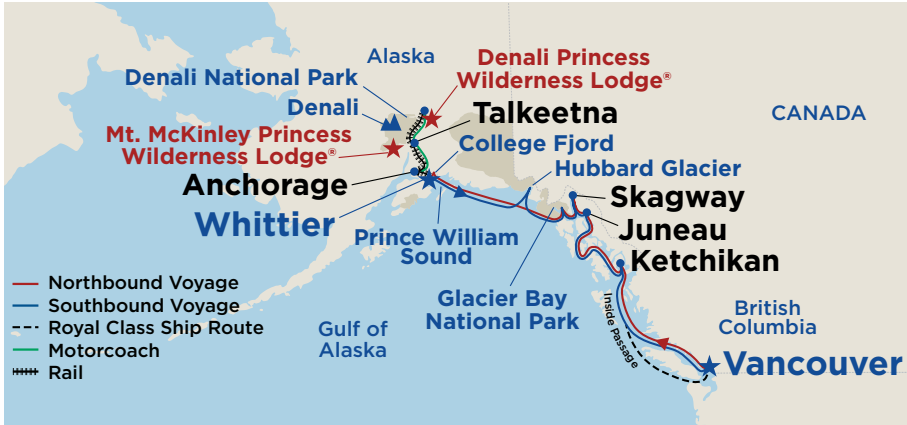 Alaska
Denali Princess
Wilderness Lodge®
Denali National Park
Denali
Talkeetna
CANADA
Mt. McKinley Princess
Wilderness Lodge®
College Fjord
Hubbard Glacier
Anchorage
Skagway
Whittier
Juneau
Prince William
Sound
Ketchikan
Glacier Bay
National Park
Northbound Voyage
Southbound Voyage
Royal Class Ship Route
Motorcoach
Rail
Gulf of
Alaska
Inside Passage
British
Columbia
Vancouver